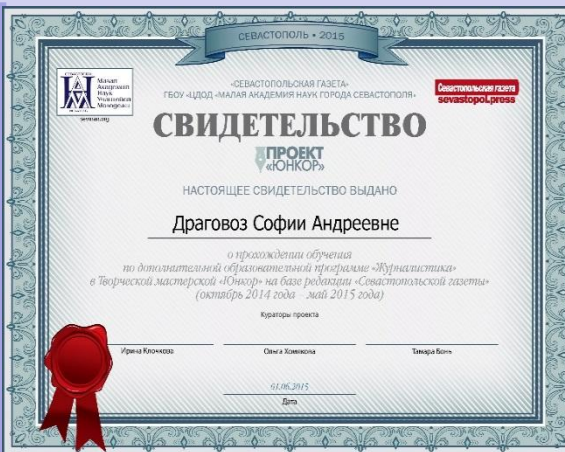 СЕВАСТОПОЛЬ • 2015
Малая
Академия
Наук
«СЕВАСТОПОЛЬСКАЯ ГАЗЕТА»
ГБОУ «ЦДОД «МАЛАЯ АКАДЕМИЯ НАУК ГОРОДА СЕВАСТОПОЛЯ»
Севастопольская газета
sevastopol.press
СВИДЕТЕЛЬСТВО
ПРОЕКТ
«ЮНКОР»
НАСТОЯЩЕЕ СВИДЕТЕЛЬСТВО ВЫДАНО
Драговоз Софии Андреевне
о прохождении обучения
по дополнительной образовательной программе «Журналистика»
в Творческой мастерской «Юнкор» на базе редакции «Севастопольской газеты»
(октябрь 2014 года – май 2015 года)
Кураторы проекта
Ирина Клочкова
Ольга Хомякова
Тамара Бонь
01.06.2015
Дата